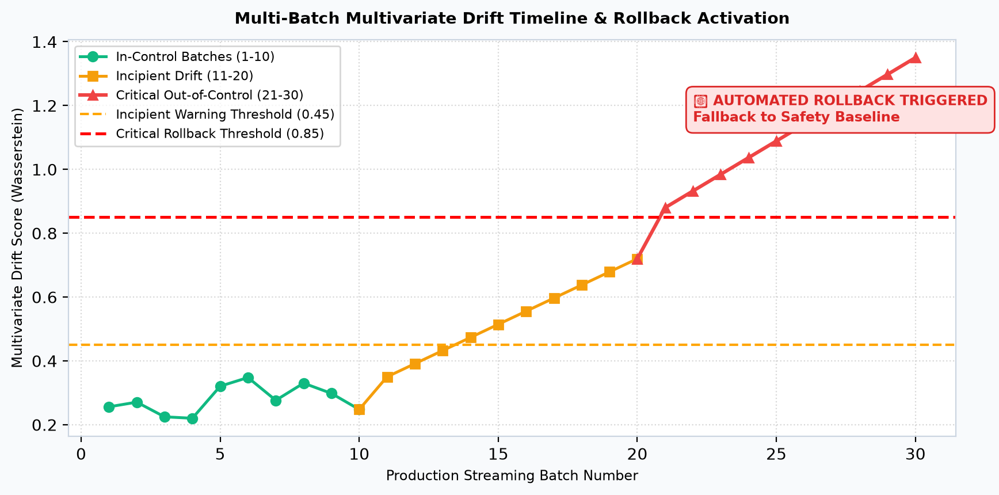 Multi-Batch Multivariate Drift Timeline & Rollback Activation
Multivariate Drift Score (Wasserstein)
1.4
1.2
1.0
0.8
0.6
0.4
0.2
In-Control Batches (1-10)
Incipient Drift (11-20)
Critical Out-of-Control (21-30)
Incipient Warning Threshold (0.45)
Critical Rollback Threshold (0.85)
AUTOMATED ROLLBACK TRIGGERED
Fallback to Safety Baseline
0 5 10 15 20 25 30
Production Streaming Batch Number